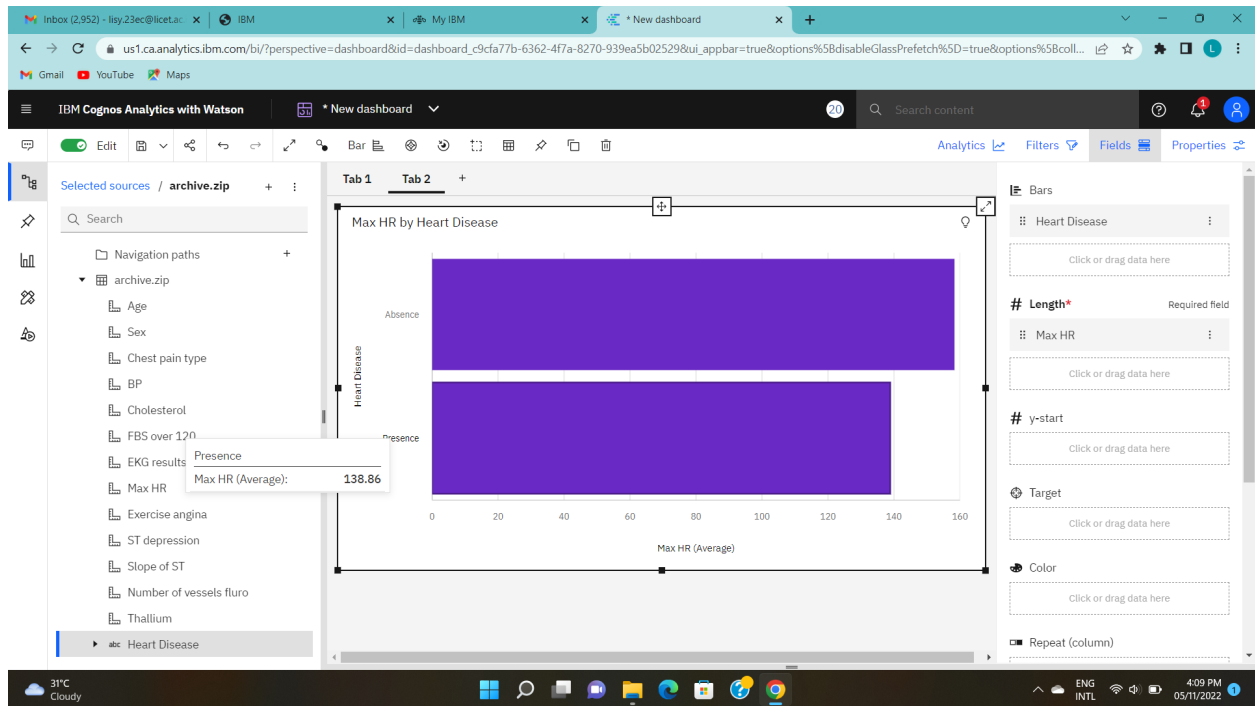 Inbox (2,952) - lisy.23ec@licet.ac
IBM
My IBM
* New dashboard
us1.ca.analytics.ibm.com/bi/?perspective=dashboard&id=dashboard_c9cfa77b-6362-4f7a-8270-939ea5b02529&ui_appbar=true&options%5BdisableGlassPrefetch%5D=true&options%5Bcoll...
L
Gmail
YouTube
Maps
IBM Cognos Analytics with Watson
* New dashboard
20
Search content
1
Edit
Bar
Analytics
Filters
Fields
Properties
Selected sources / archive.zip
Search
Navigation paths
archive.zip
Age
Sex
Chest pain type
BP
Cholesterol
FBS over 120
EKG results
Max HR
Exercise angina
ST depression
Slope of ST
Number of vessels fluro
Thallium
abc Heart Disease
Tab 1 Tab 2
Max HR by Heart Disease
Absence
Heart Disease
Presence
0 20 40 60 80 100 120 140 160
Max HR (Average)
Presence
Max HR (Average): 138.86
Bars
Heart Disease
Click or drag data here
# Length* Required field
Max HR
Click or drag data here
# y-start
Click or drag data here
Target
Click or drag data here
Color
Click or drag data here
Repeat (column)
31°C
Cloudy
ENG
INTL
4:09 PM
05/11/2022
1